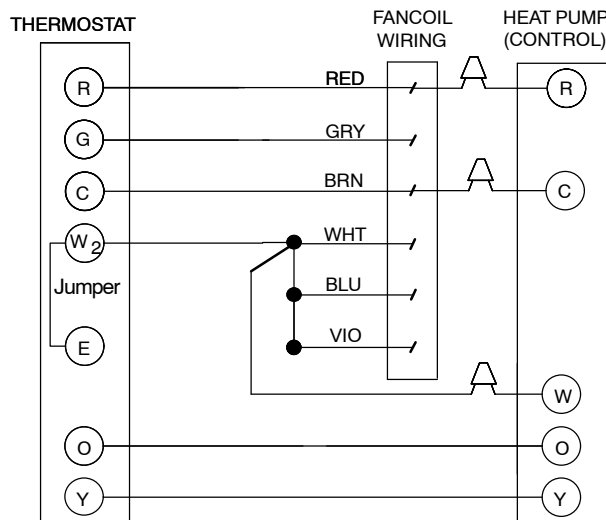 THERMOSTAT
FANCOIL
WIRING
HEAT PUMP
(CONTROL)
R
RED
R
G
GRY
C
BRN
C
W2
WHT
Jumper
BLU
E
VIO
W
O
O
Y
Y